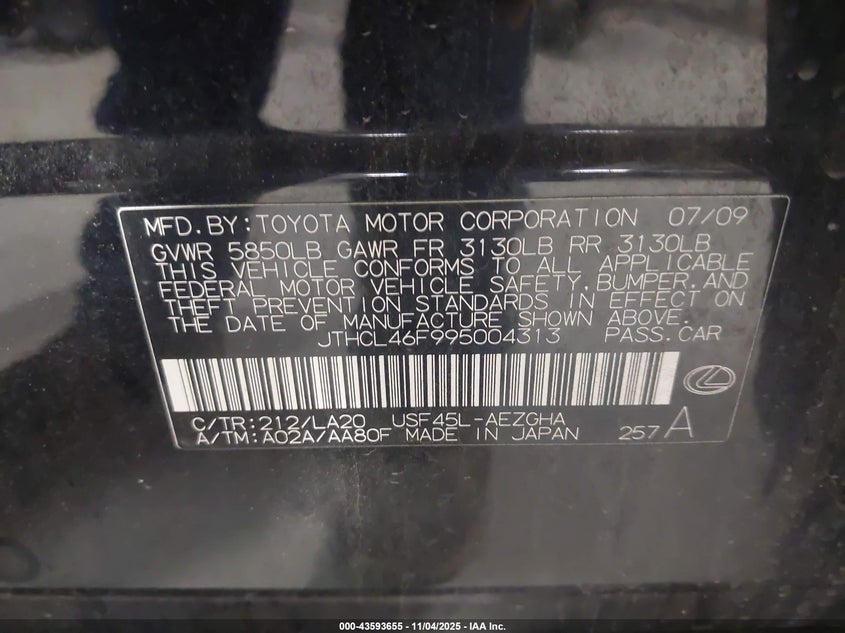 MFD.BY:TOYOTA MOTOR CORPORATION 07/09
GVWR 5850LB GAWR FR 3130LB RR 3130LB
THIS VEHICLE CONFORMS TO ALL APPLICABLE
FEDERAL MOTOR VEHICLE SAFETY,BUMPER,AND
THEFT PREVENTION STANDARDS IN EFFECT ON
THE DATE OF MANUFACTURE SHOWN ABOVE.
JTHCL46F995004313 PASS.CAR
C/TR:212/LA20 USF45L-AEZGHA
A/TM:A02A/AA80F MADE IN JAPAN 257A
000-43593655 - 11/04/2025 - IAA Inc.